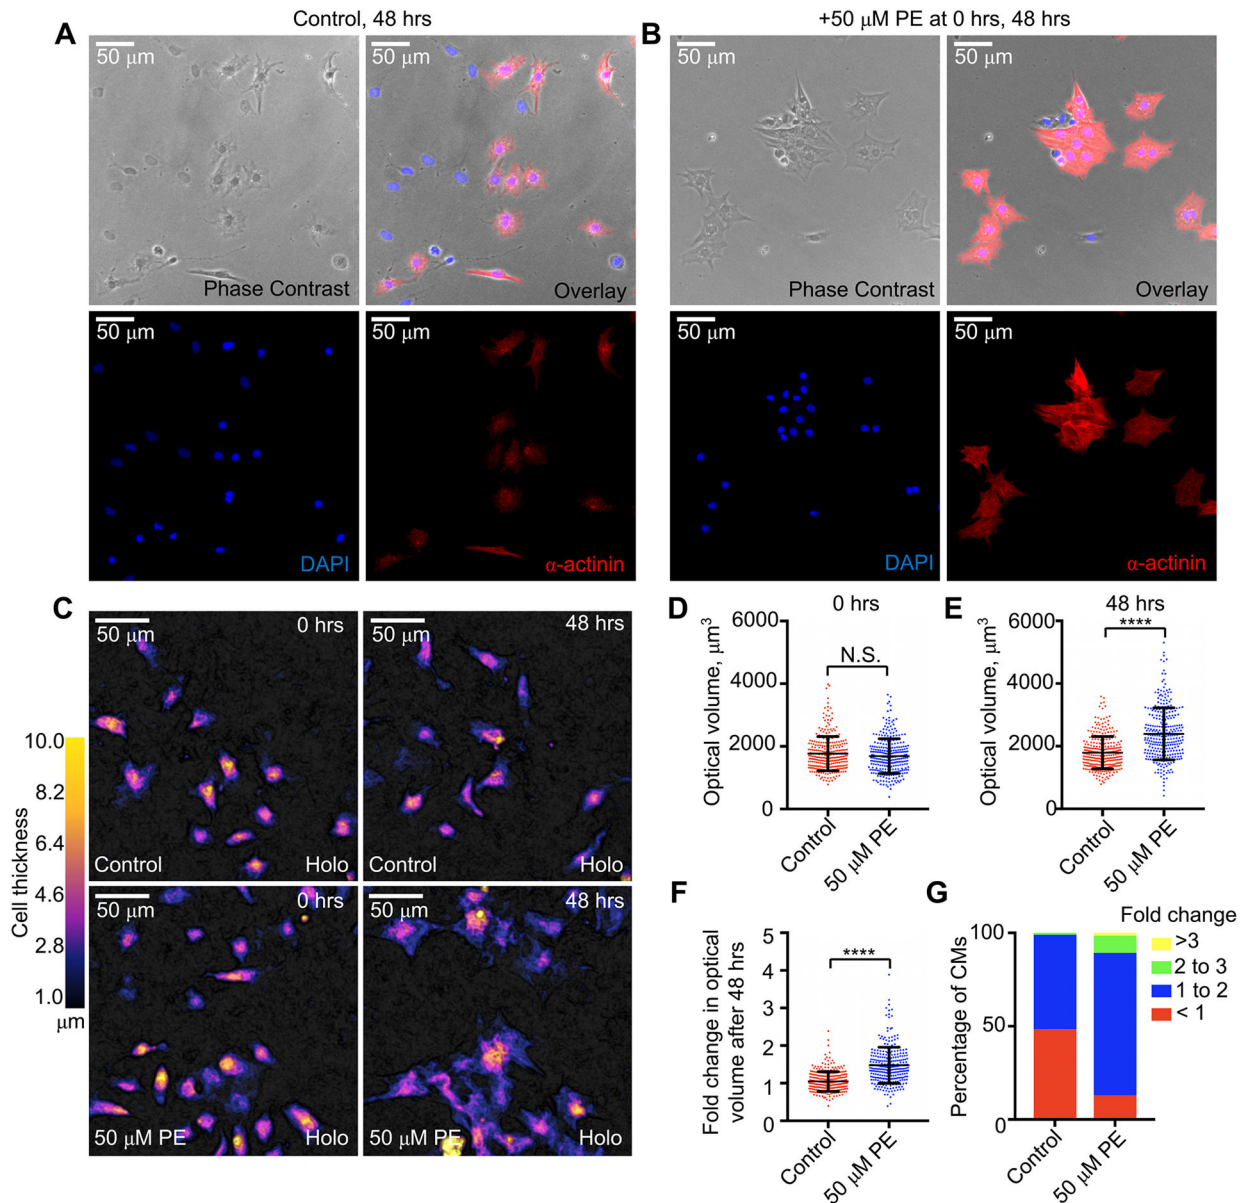 Control, 48 hrs
+50 μM PE at 0 hrs, 48 hrs
A
B
50 μm
50 μm
50 μm
50 μm
Phase Contrast
Overlay
Phase Contrast
Overlay
50 μm
50 μm
50 μm
50 μm
DAPI
α-actinin
DAPI
α-actinin
C
50 μm
0 hrs
50 μm
48 hrs
Control
Holo
Control
Holo
50 μm
0 hrs
50 μm
48 hrs
50 μM PE
Holo
50 μM PE
Holo
Cell thickness
10.0
8.2
6.4
4.6
2.8
1.0
μm
D
0 hrs
N.S.
Optical volume, μm³
6000
4000
2000
0
Control
50 μM PE
E
48 hrs
****
Optical volume, μm³
6000
4000
2000
0
Control
50 μM PE
F
****
Fold change in optical
volume after 48 hrs
5
4
3
2
1
0
Control
50 μM PE
G
Fold change
>3
2 to 3
1 to 2
< 1
Percentage of CMs
100
50
0
Control
50 μM PE